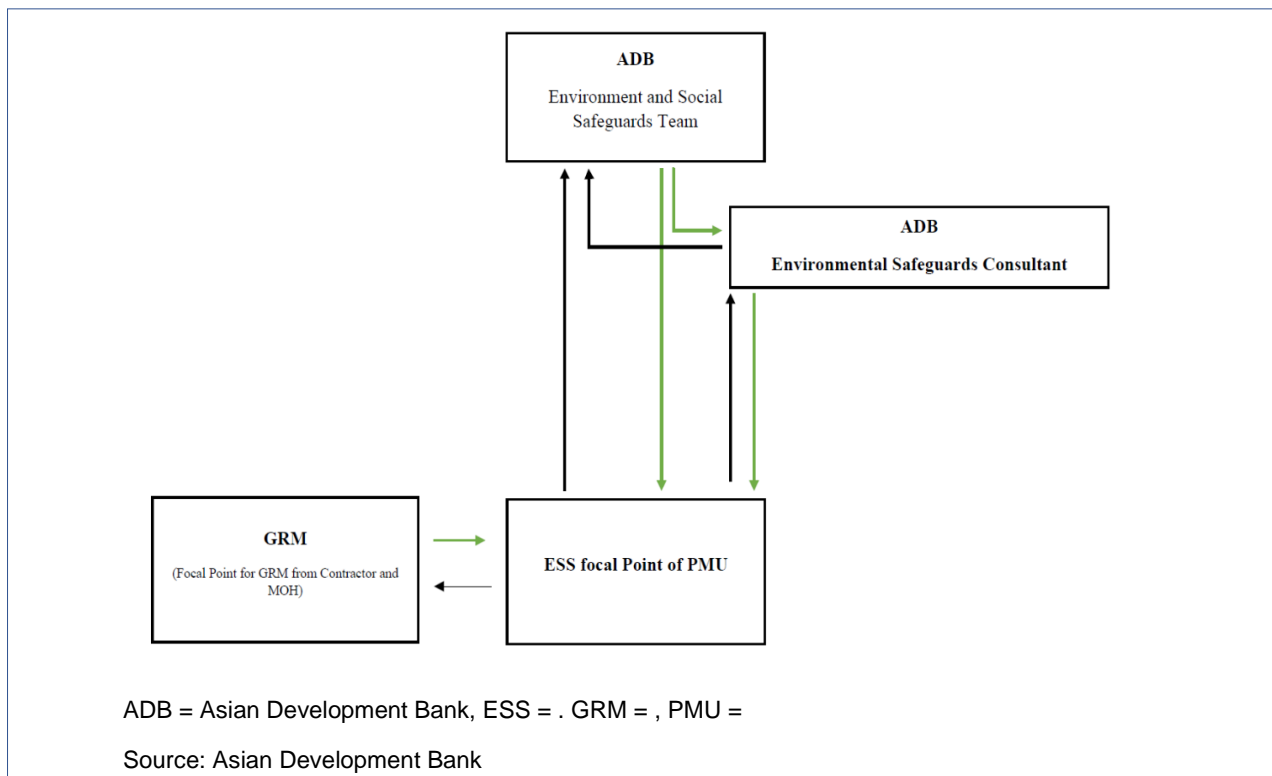 ADB
Environment and Social
Safeguards Team
ADB
Environmental Safeguards Consultant
GRM
(Focal Point for GRM from Contractor and
MOH)
ESS focal Point of PMU
ADB = Asian Development Bank, ESS = . GRM = , PMU =
Source: Asian Development Bank